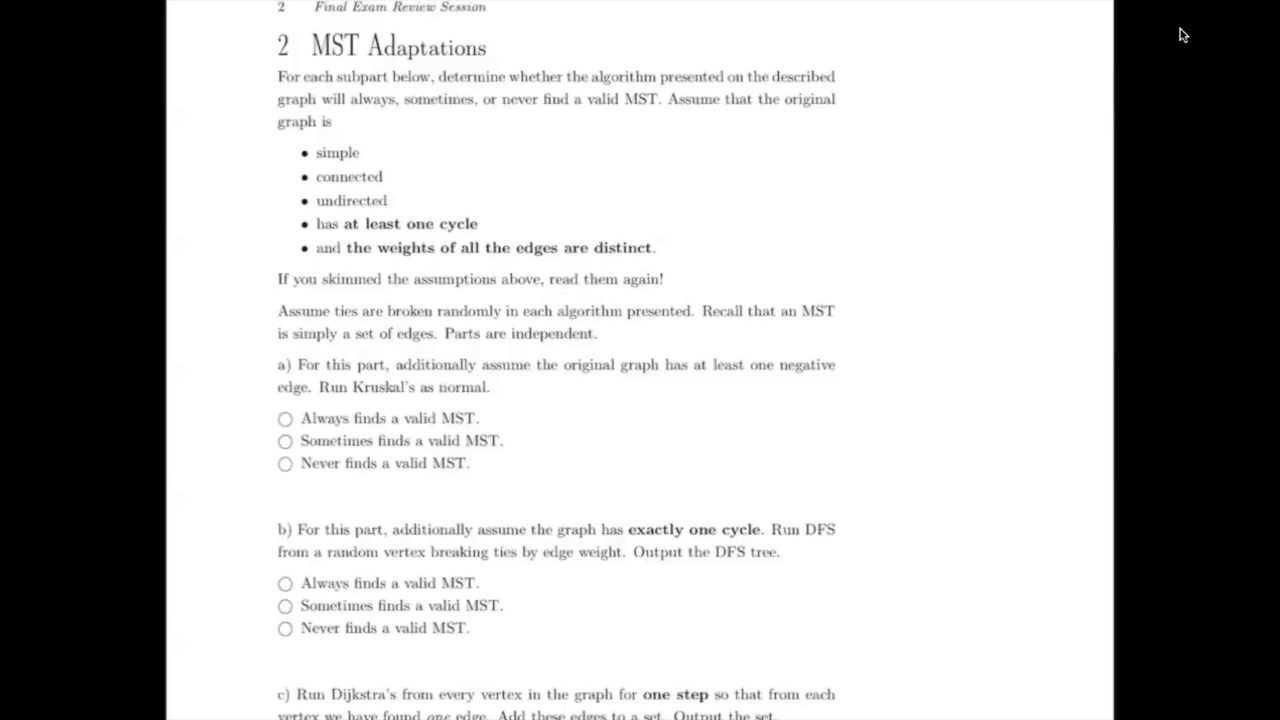 2 Final Exam Review Session
2 MST Adaptations
For each subpart below, determine whether the algorithm presented on the described
graph will always, sometimes, or never find a valid MST. Assume that the original
graph is
• simple
• connected
• undirected
• has at least one cycle
• and the weights of all the edges are distinct.
If you skimmed the assumptions above, read them again!
Assume ties are broken randomly in each algorithm presented. Recall that an MST
is simply a set of edges. Parts are independent.
a) For this part, additionally assume the original graph has at least one negative
edge. Run Kruskal's as normal.
○ Always finds a valid MST.
○ Sometimes finds a valid MST.
○ Never finds a valid MST.
b) For this part, additionally assume the graph has exactly one cycle. Run DFS
from a random vertex breaking ties by edge weight. Output the DFS tree.
○ Always finds a valid MST.
○ Sometimes finds a valid MST.
○ Never finds a valid MST.
c) Run Dijkstra's from every vertex in the graph for one step so that from each
vertex we have found one edge. Add these edges to a set. Output the set.